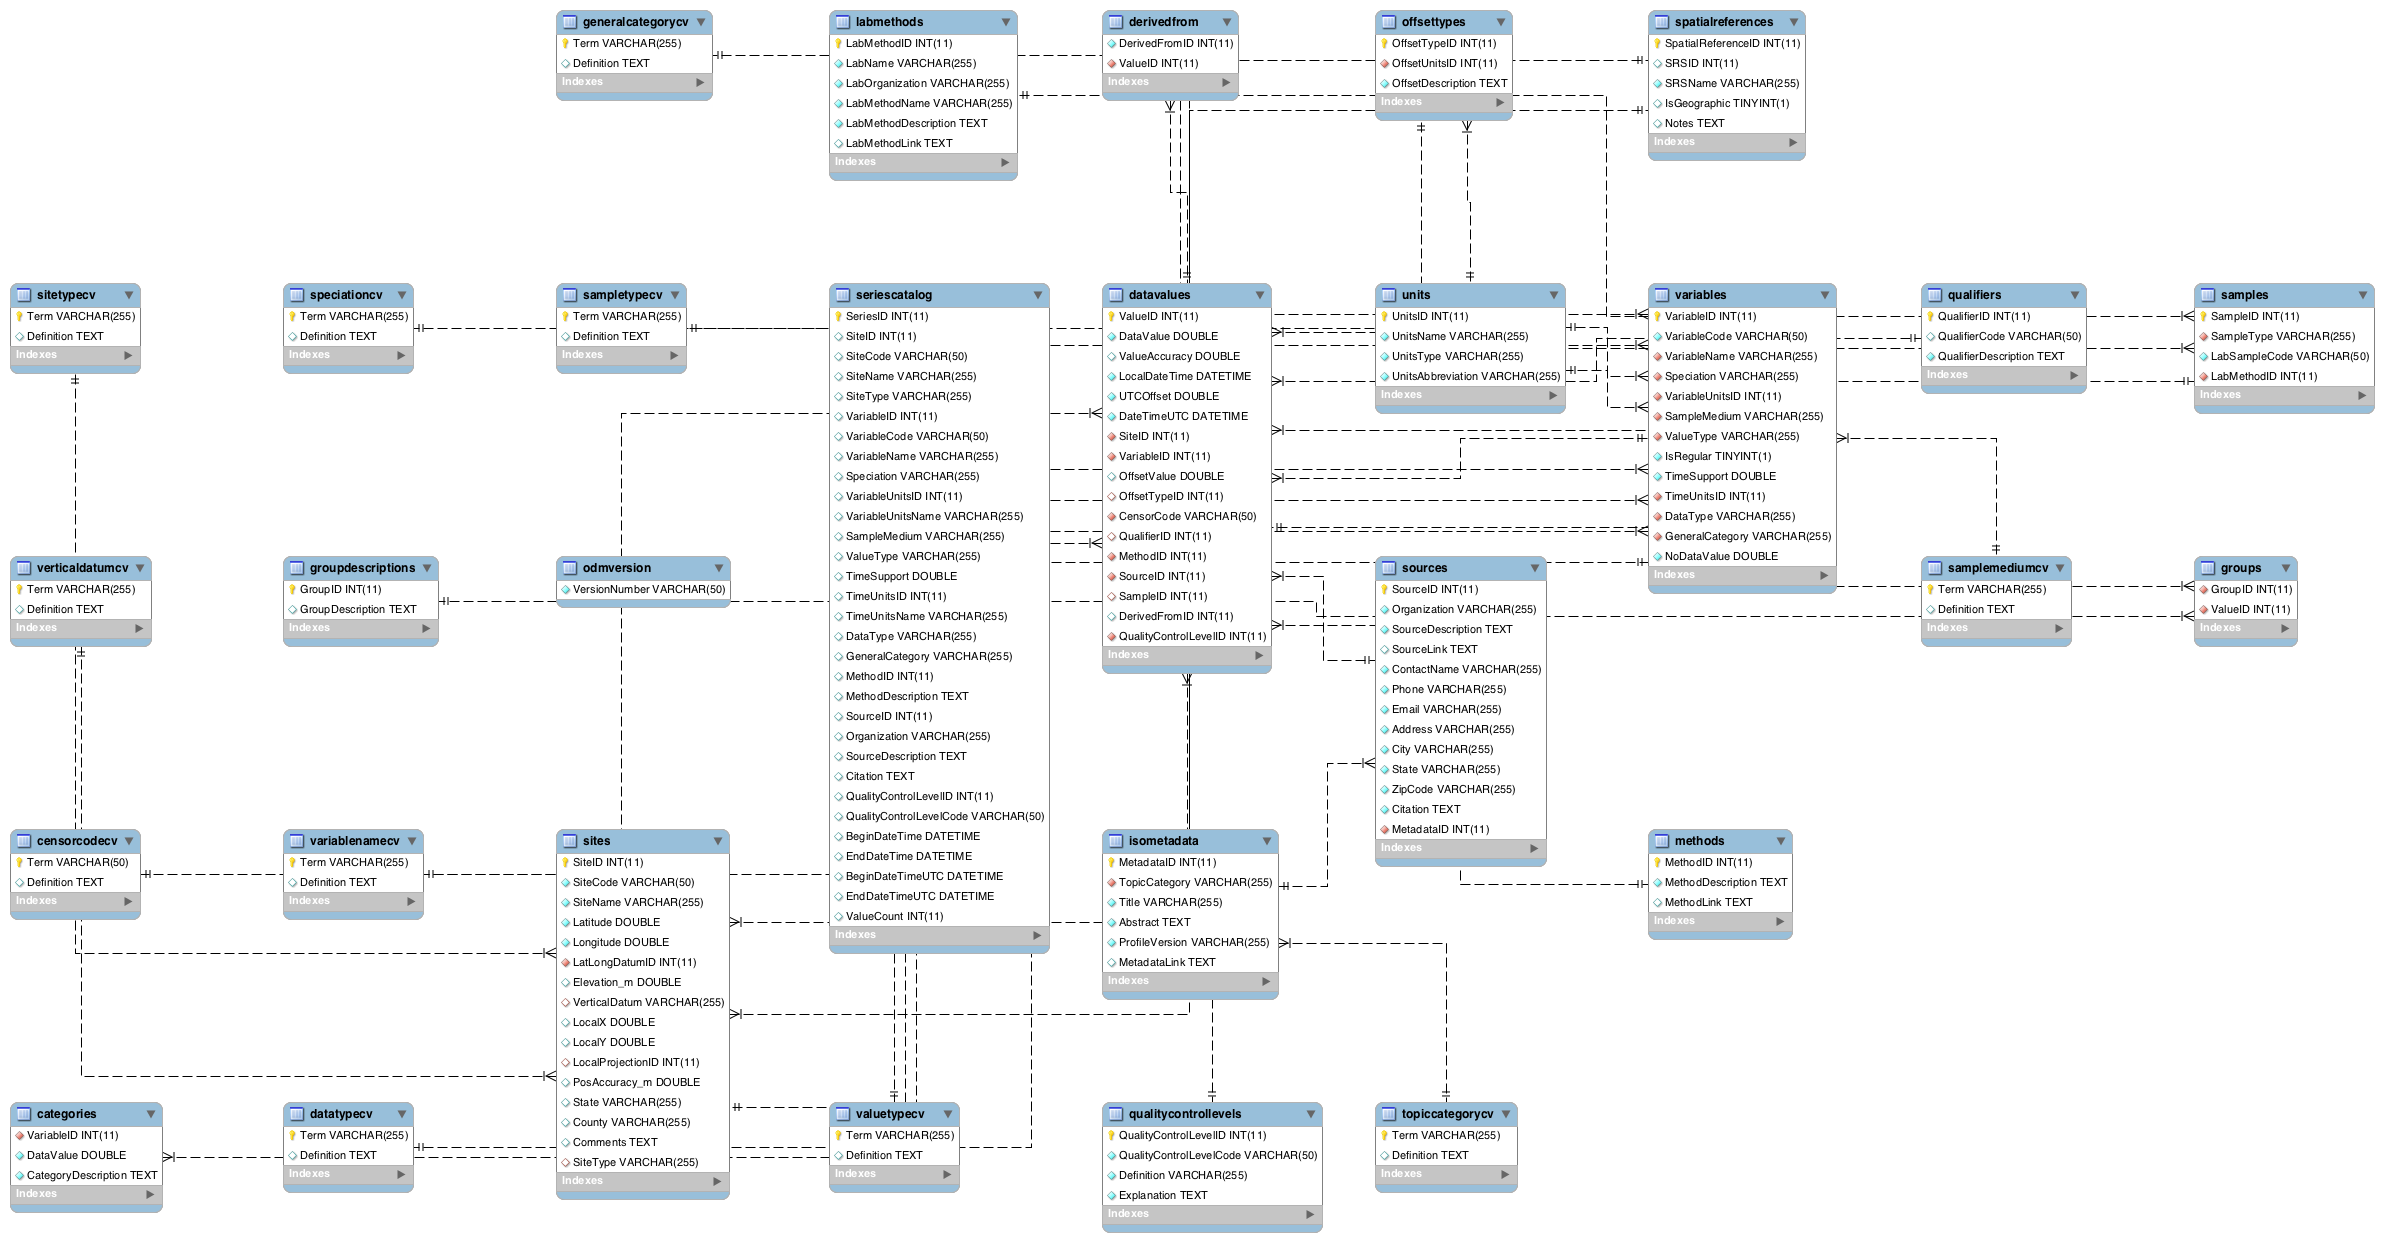 generalcategorycv
Term VARCHAR(255)
Definition TEXT
Indexes
labmethods
LabMethodID INT(11)
LabName VARCHAR(255)
LabOrganization VARCHAR(255)
LabMethodName VARCHAR(255)
LabMethodDescription TEXT
LabMethodLink TEXT
Indexes
derivedfrom
DerivedFromID INT(11)
ValueID INT(11)
Indexes
offsettypes
OffsetTypeID INT(11)
OffsetUnitsID INT(11)
OffsetDescription TEXT
Indexes
spatialreferences
SpatialReferenceID INT(11)
SRSID INT(11)
SRSName VARCHAR(255)
IsGeographic TINYINT(1)
Notes TEXT
Indexes
sitetypecv
Term VARCHAR(255)
Definition TEXT
Indexes
speciationcv
Term VARCHAR(255)
Definition TEXT
Indexes
sampletypecv
Term VARCHAR(255)
Definition TEXT
Indexes
seriescatalog
SeriesID INT(11)
SiteID INT(11)
SiteCode VARCHAR(50)
SiteName VARCHAR(255)
SiteType VARCHAR(255)
VariableID INT(11)
VariableCode VARCHAR(50)
VariableName VARCHAR(255)
Speciation VARCHAR(255)
VariableUnitsID INT(11)
VariableUnitsName VARCHAR(255)
SampleMedium VARCHAR(255)
ValueType VARCHAR(255)
TimeSupport DOUBLE
TimeUnitsID INT(11)
TimeUnitsName VARCHAR(255)
DataType VARCHAR(255)
GeneralCategory VARCHAR(255)
MethodID INT(11)
MethodDescription TEXT
SourceID INT(11)
Organization VARCHAR(255)
SourceDescription TEXT
Citation TEXT
QualityControlLevelID INT(11)
QualityControlLevelCode VARCHAR(50)
BeginDateTime DATETIME
EndDateTime DATETIME
BeginDateTimeUTC DATETIME
EndDateTimeUTC DATETIME
ValueCount INT(11)
Indexes
datavalues
ValueID INT(11)
DataValue DOUBLE
ValueAccuracy DOUBLE
LocalDateTime DATETIME
UTCOffset DOUBLE
DateTimeUTC DATETIME
SiteID INT(11)
VariableID INT(11)
OffsetValue DOUBLE
OffsetTypeID INT(11)
CensorCode VARCHAR(50)
QualifierID INT(11)
MethodID INT(11)
SourceID INT(11)
SampleID INT(11)
DerivedFromID INT(11)
QualityControlLevelID INT(11)
Indexes
units
UnitsID INT(11)
UnitsName VARCHAR(255)
UnitsType VARCHAR(255)
UnitsAbbreviation VARCHAR(255)
Indexes
variables
VariableID INT(11)
VariableCode VARCHAR(50)
VariableName VARCHAR(255)
Speciation VARCHAR(255)
VariableUnitsID INT(11)
SampleMedium VARCHAR(255)
ValueType VARCHAR(255)
IsRegular TINYINT(1)
TimeSupport DOUBLE
TimeUnitsID INT(11)
DataType VARCHAR(255)
GeneralCategory VARCHAR(255)
NoDataValue DOUBLE
Indexes
qualifiers
QualifierID INT(11)
QualifierCode VARCHAR(50)
QualifierDescription TEXT
Indexes
samples
SampleID INT(11)
SampleType VARCHAR(255)
LabSampleCode VARCHAR(50)
LabMethodID INT(11)
Indexes
verticaldatumcv
Term VARCHAR(255)
Definition TEXT
Indexes
groupdescriptions
GroupID INT(11)
GroupDescription TEXT
Indexes
odmversion
VersionNumber VARCHAR(50)
sources
SourceID INT(11)
Organization VARCHAR(255)
SourceDescription TEXT
SourceLink TEXT
ContactName VARCHAR(255)
Phone VARCHAR(255)
Email VARCHAR(255)
Address VARCHAR(255)
City VARCHAR(255)
State VARCHAR(255)
ZipCode VARCHAR(255)
Citation TEXT
MetadataID INT(11)
Indexes
samplemediumcv
Term VARCHAR(255)
Definition TEXT
Indexes
groups
GroupID INT(11)
ValueID INT(11)
Indexes
censorcodecv
Term VARCHAR(50)
Definition TEXT
Indexes
variablenamecv
Term VARCHAR(255)
Definition TEXT
Indexes
sites
SiteID INT(11)
SiteCode VARCHAR(50)
SiteName VARCHAR(255)
Latitude DOUBLE
Longitude DOUBLE
LatLongDatumID INT(11)
Elevation_m DOUBLE
VerticalDatum VARCHAR(255)
LocalX DOUBLE
LocalY DOUBLE
LocalProjectionID INT(11)
PosAccuracy_m DOUBLE
State VARCHAR(255)
County VARCHAR(255)
Comments TEXT
SiteType VARCHAR(255)
Indexes
isometadata
MetadataID INT(11)
TopicCategory VARCHAR(255)
Title VARCHAR(255)
Abstract TEXT
ProfileVersion VARCHAR(255)
MetadataLink TEXT
Indexes
methods
MethodID INT(11)
MethodDescription TEXT
MethodLink TEXT
Indexes
categories
VariableID INT(11)
DataValue DOUBLE
CategoryDescription TEXT
Indexes
datatypecv
Term VARCHAR(255)
Definition TEXT
Indexes
valuetypecv
Term VARCHAR(255)
Definition TEXT
Indexes
qualitycontrollevels
QualityControlLevelID INT(11)
QualityControlLevelCode VARCHAR(50)
Definition VARCHAR(255)
Explanation TEXT
Indexes
topiccategorycv
Term VARCHAR(255)
Definition TEXT
Indexes